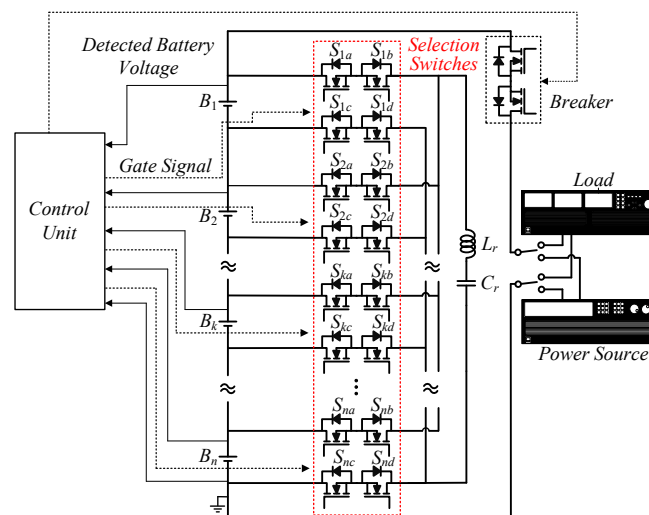 Detected Battery
Voltage
S1a S1b
Selection
Switches
B1
S1c S1d
Breaker
Gate Signal
S2a S2b
Load
Control
Unit
B2
S2c S2d
Lr
Ska Skb
Cr
Bk
Skc Skd
Power Source
Sna Snb
Bn
Snc Snd